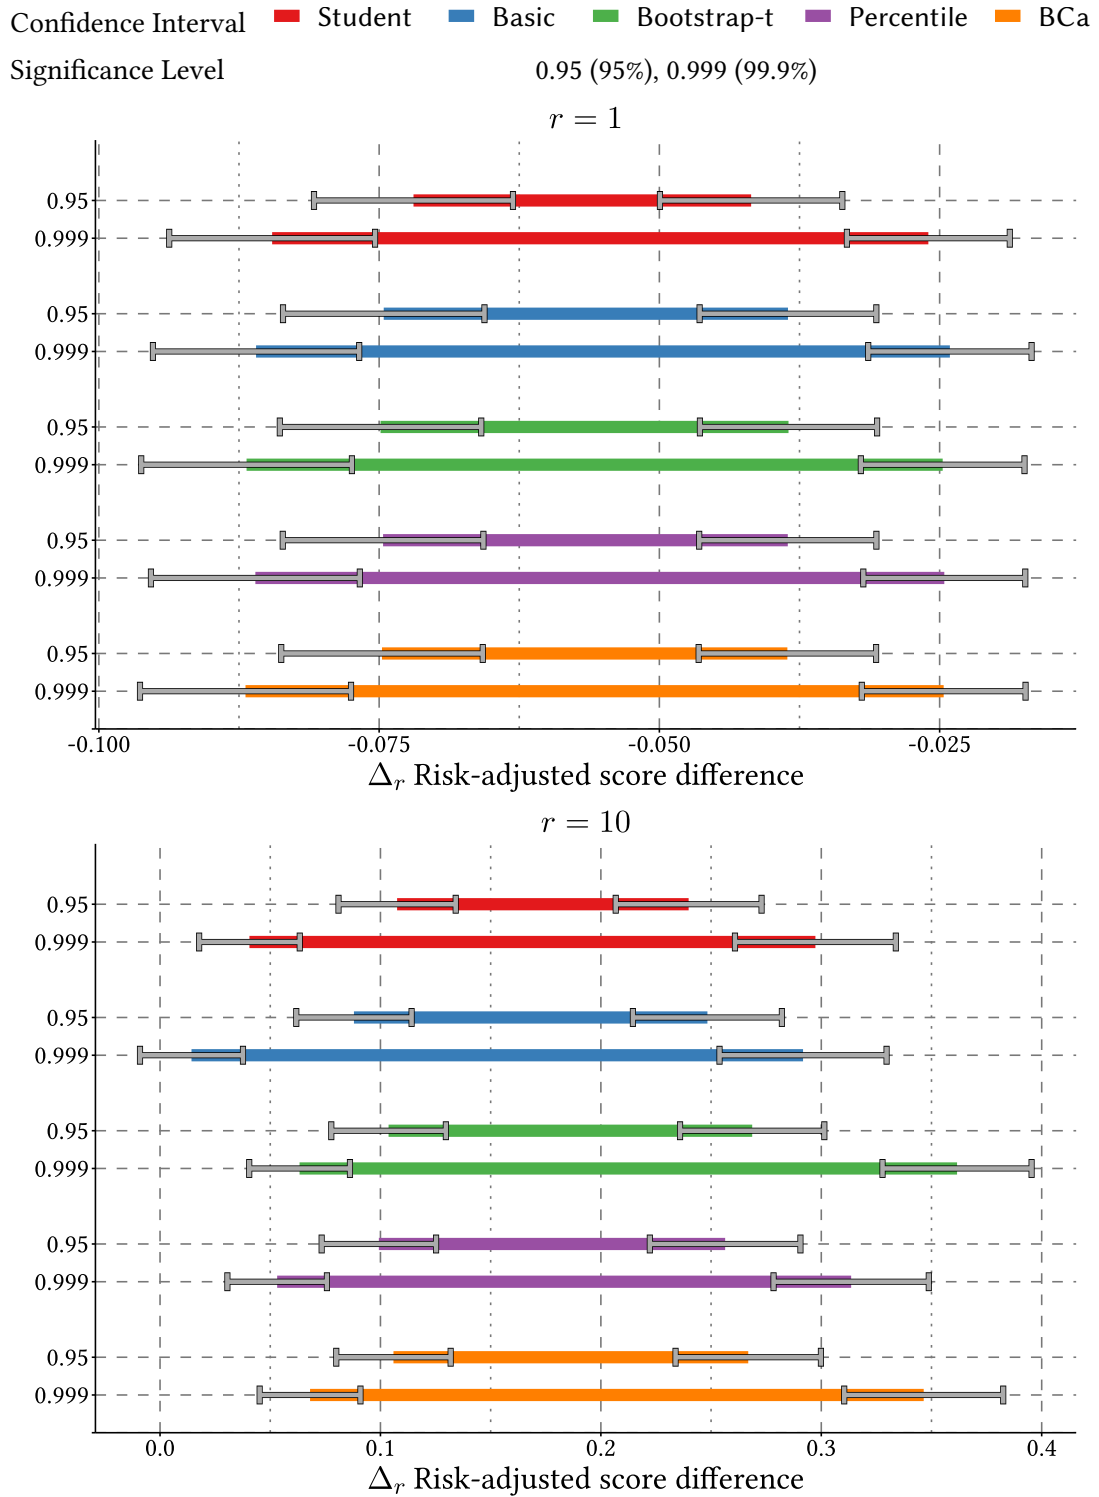 Confidence Interval Student Basic Bootstrap-t Percentile BCa
Significance Level 0.95 (95%), 0.999 (99.9%)
r = 1
0.95
0.999
0.95
0.999
0.95
0.999
0.95
0.999
0.95
0.999
-0.100 -0.075 -0.050 -0.025
Δr Risk-adjusted score difference
r = 10
0.95
0.999
0.95
0.999
0.95
0.999
0.95
0.999
0.95
0.999
0.0 0.1 0.2 0.3 0.4
Δr Risk-adjusted score difference